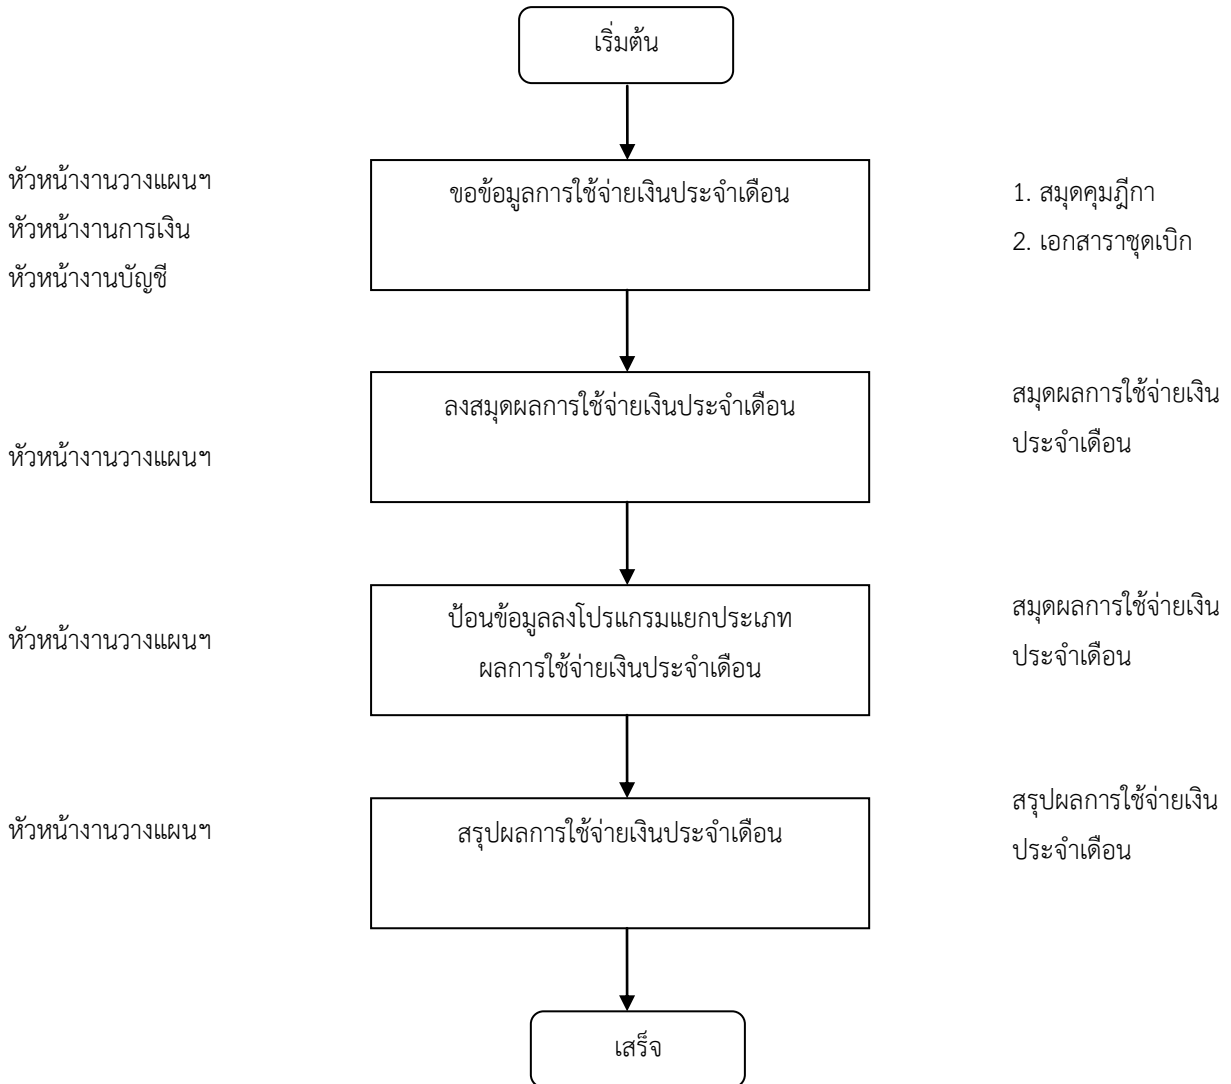 เริ่มต้น
หัวหน้างานวางแผนฯ
หัวหน้างานการเงิน
หัวหน้างานบัญชี
ขอข้อมูลการใช้จ่ายเงินประจำเดือน
1. สมุดคุมฎีกา
2. เอกสาราชุดเบิก
หัวหน้างานวางแผนฯ
ลงสมุดผลการใช้จ่ายเงินประจำเดือน
สมุดผลการใช้จ่ายเงิน
ประจำเดือน
หัวหน้างานวางแผนฯ
ป้อนข้อมูลลงโปรแกรมแยกประเภท
ผลการใช้จ่ายเงินประจำเดือน
สมุดผลการใช้จ่ายเงิน
ประจำเดือน
หัวหน้างานวางแผนฯ
สรุปผลการใช้จ่ายเงินประจำเดือน
สรุปผลการใช้จ่ายเงิน
ประจำเดือน
เสร็จ